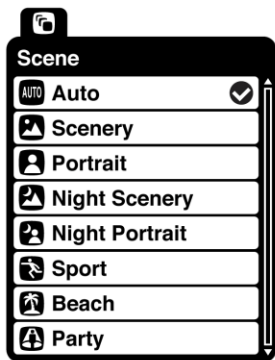 Scene
AUTO Auto
Scenery
Portrait
Night Scenery
Night Portrait
Sport
Beach
Party